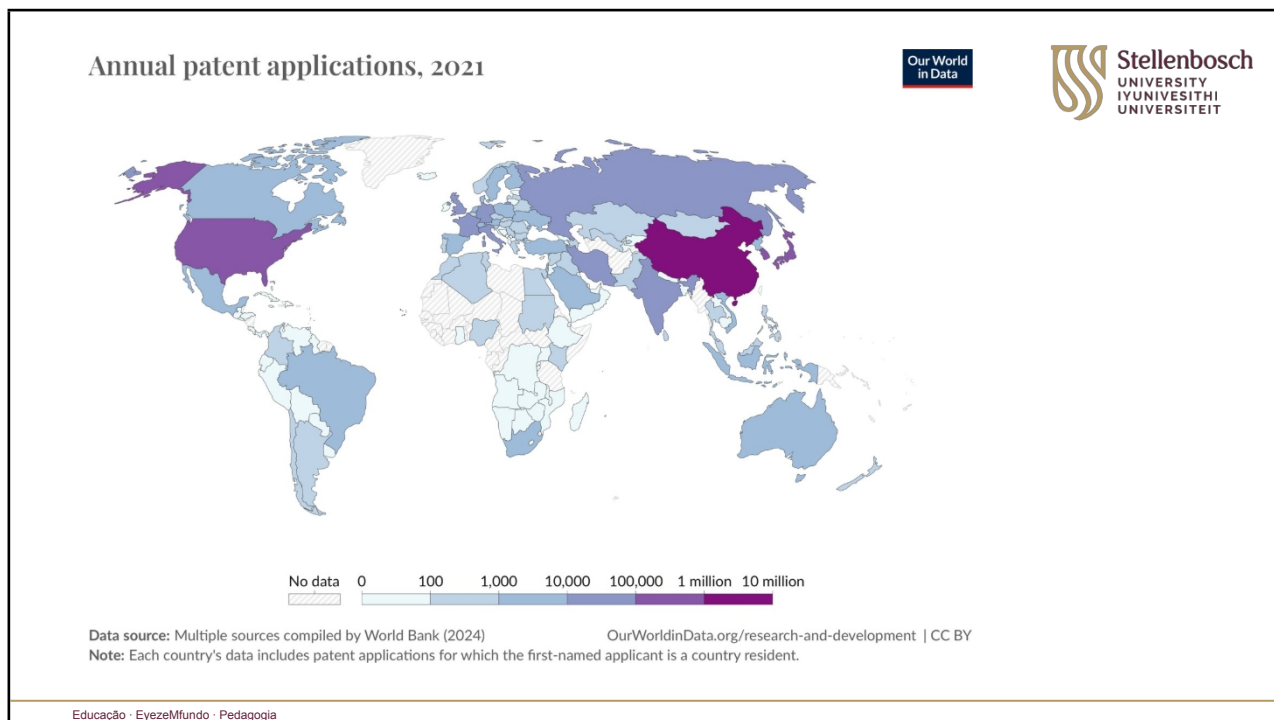 Annual patent applications, 2021
Our World
in Data
Stellenbosch
UNIVERSITY
IYUNIVESITHI
UNIVERSITEIT
No data 0 100 1,000 10,000 100,000 1 million 10 million
Data source: Multiple sources compiled by World Bank (2024) OurWorldinData.org/research-and-development | CC BY
Note: Each country's data includes patent applications for which the first-named applicant is a country resident.
Educação · EyezeMfundo · Pedagogia